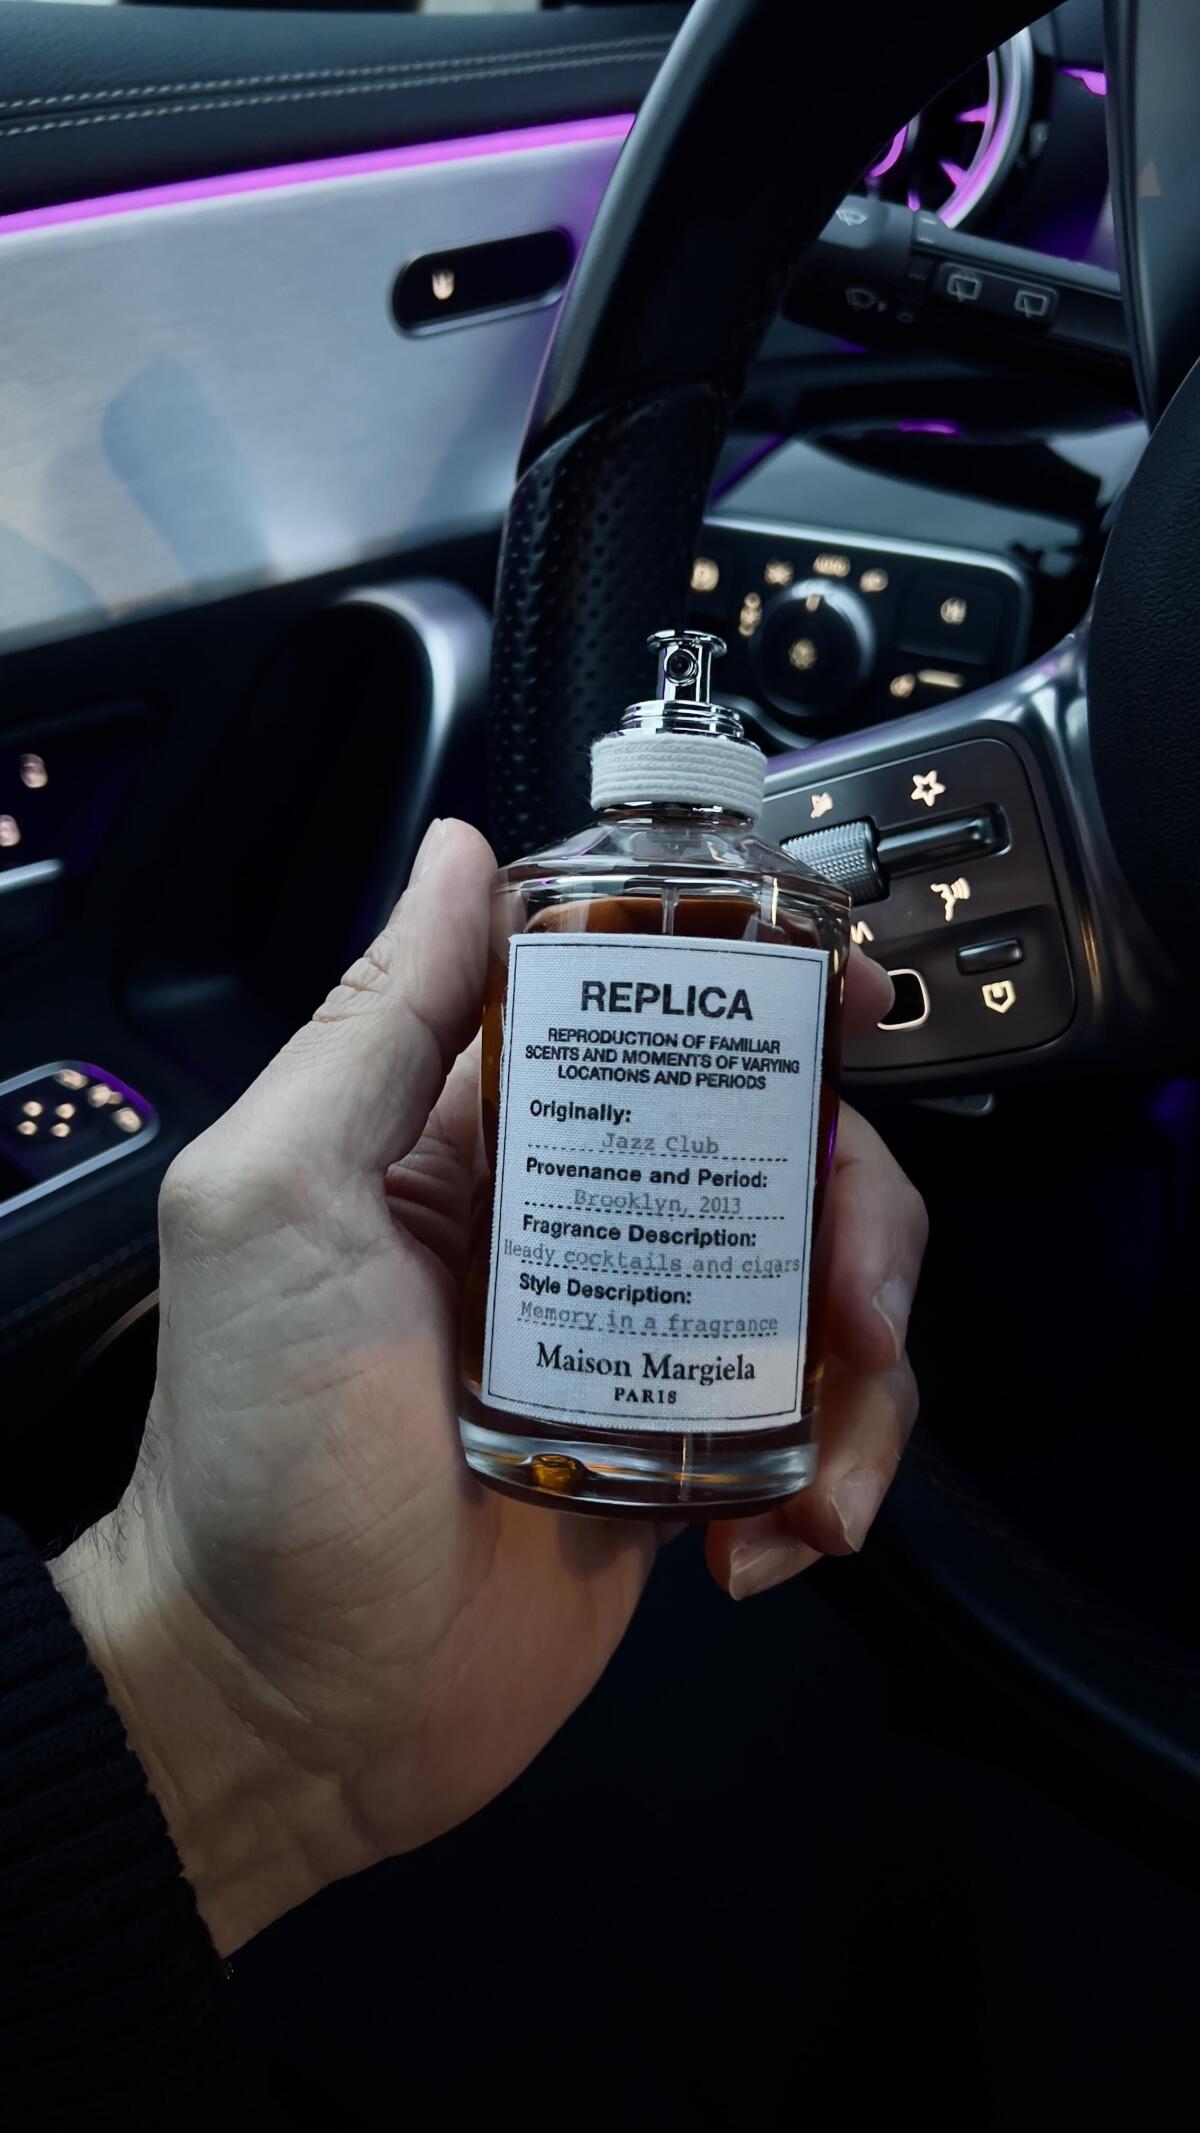 REPLICA
REPRODUCTION OF FAMILIAR
SCENTS AND MOMENTS OF VARYING
LOCATIONS AND PERIODS
Originally:
Jazz Club
Provenance and Period:
Brooklyn, 2013
Fragrance Description:
Heady cocktails and cigars
Style Description:
Memory in a fragrance
Maison Margiela
PARIS